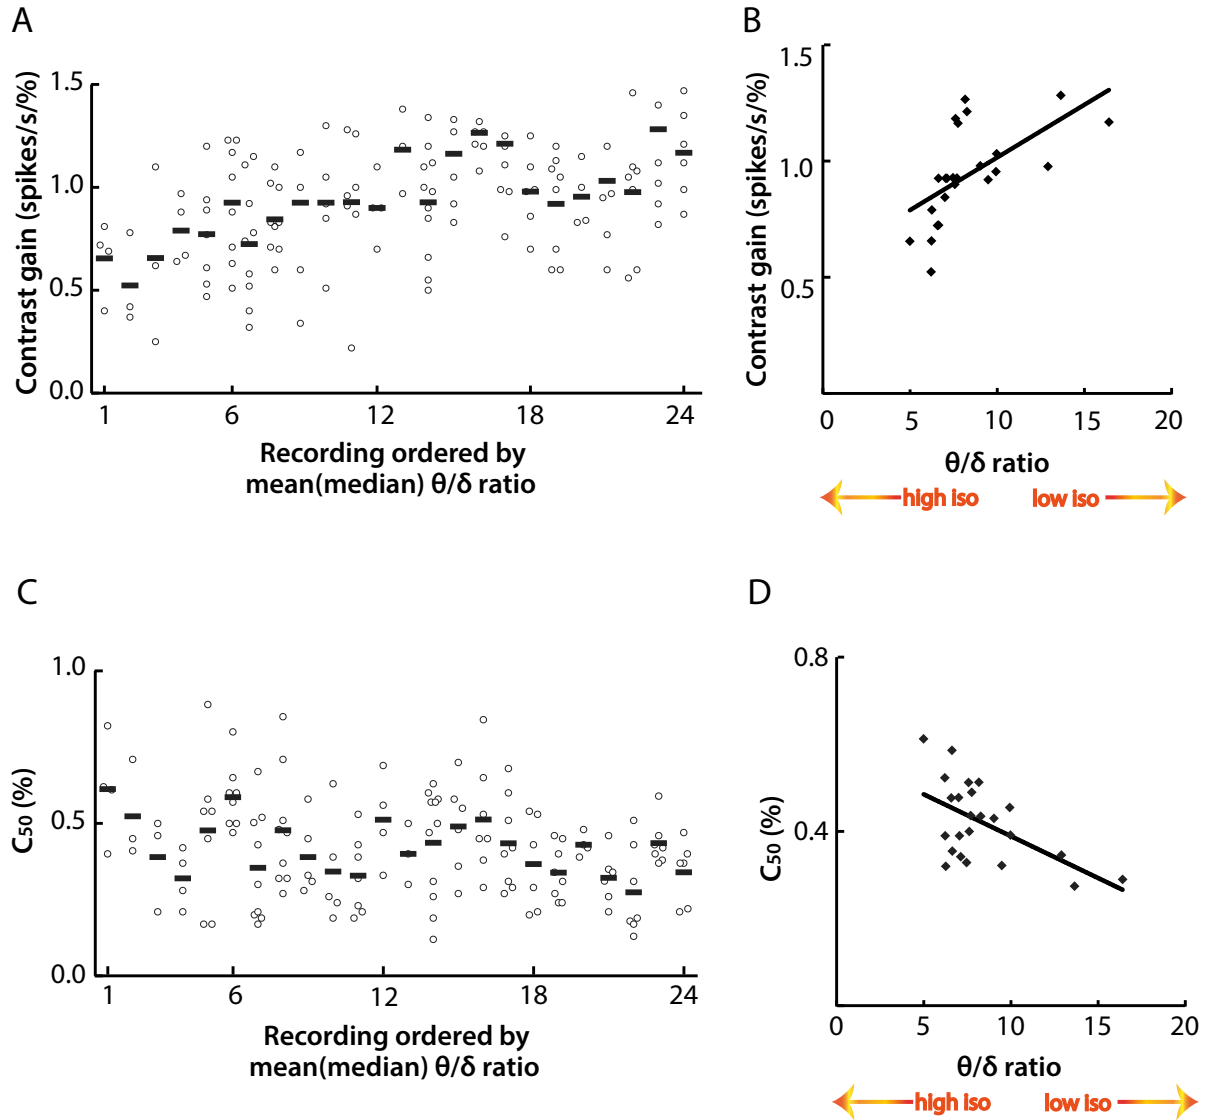 A
Contrast gain (spikes/s/%)
1.5
1.0
0.5
0.0
1
6
12
18
24
Recording ordered by
mean(median) θ/δ ratio
B
Contrast gain (spikes/s/%)
1.5
1.0
0.5
0
5
10
15
20
θ/δ ratio
high iso
low iso
C
C₅₀ (%)
1.0
0.5
0.0
1
6
12
18
24
Recording ordered by
mean(median) θ/δ ratio
D
C₅₀ (%)
0.8
0.4
0
5
10
15
20
θ/δ ratio
high iso
low iso